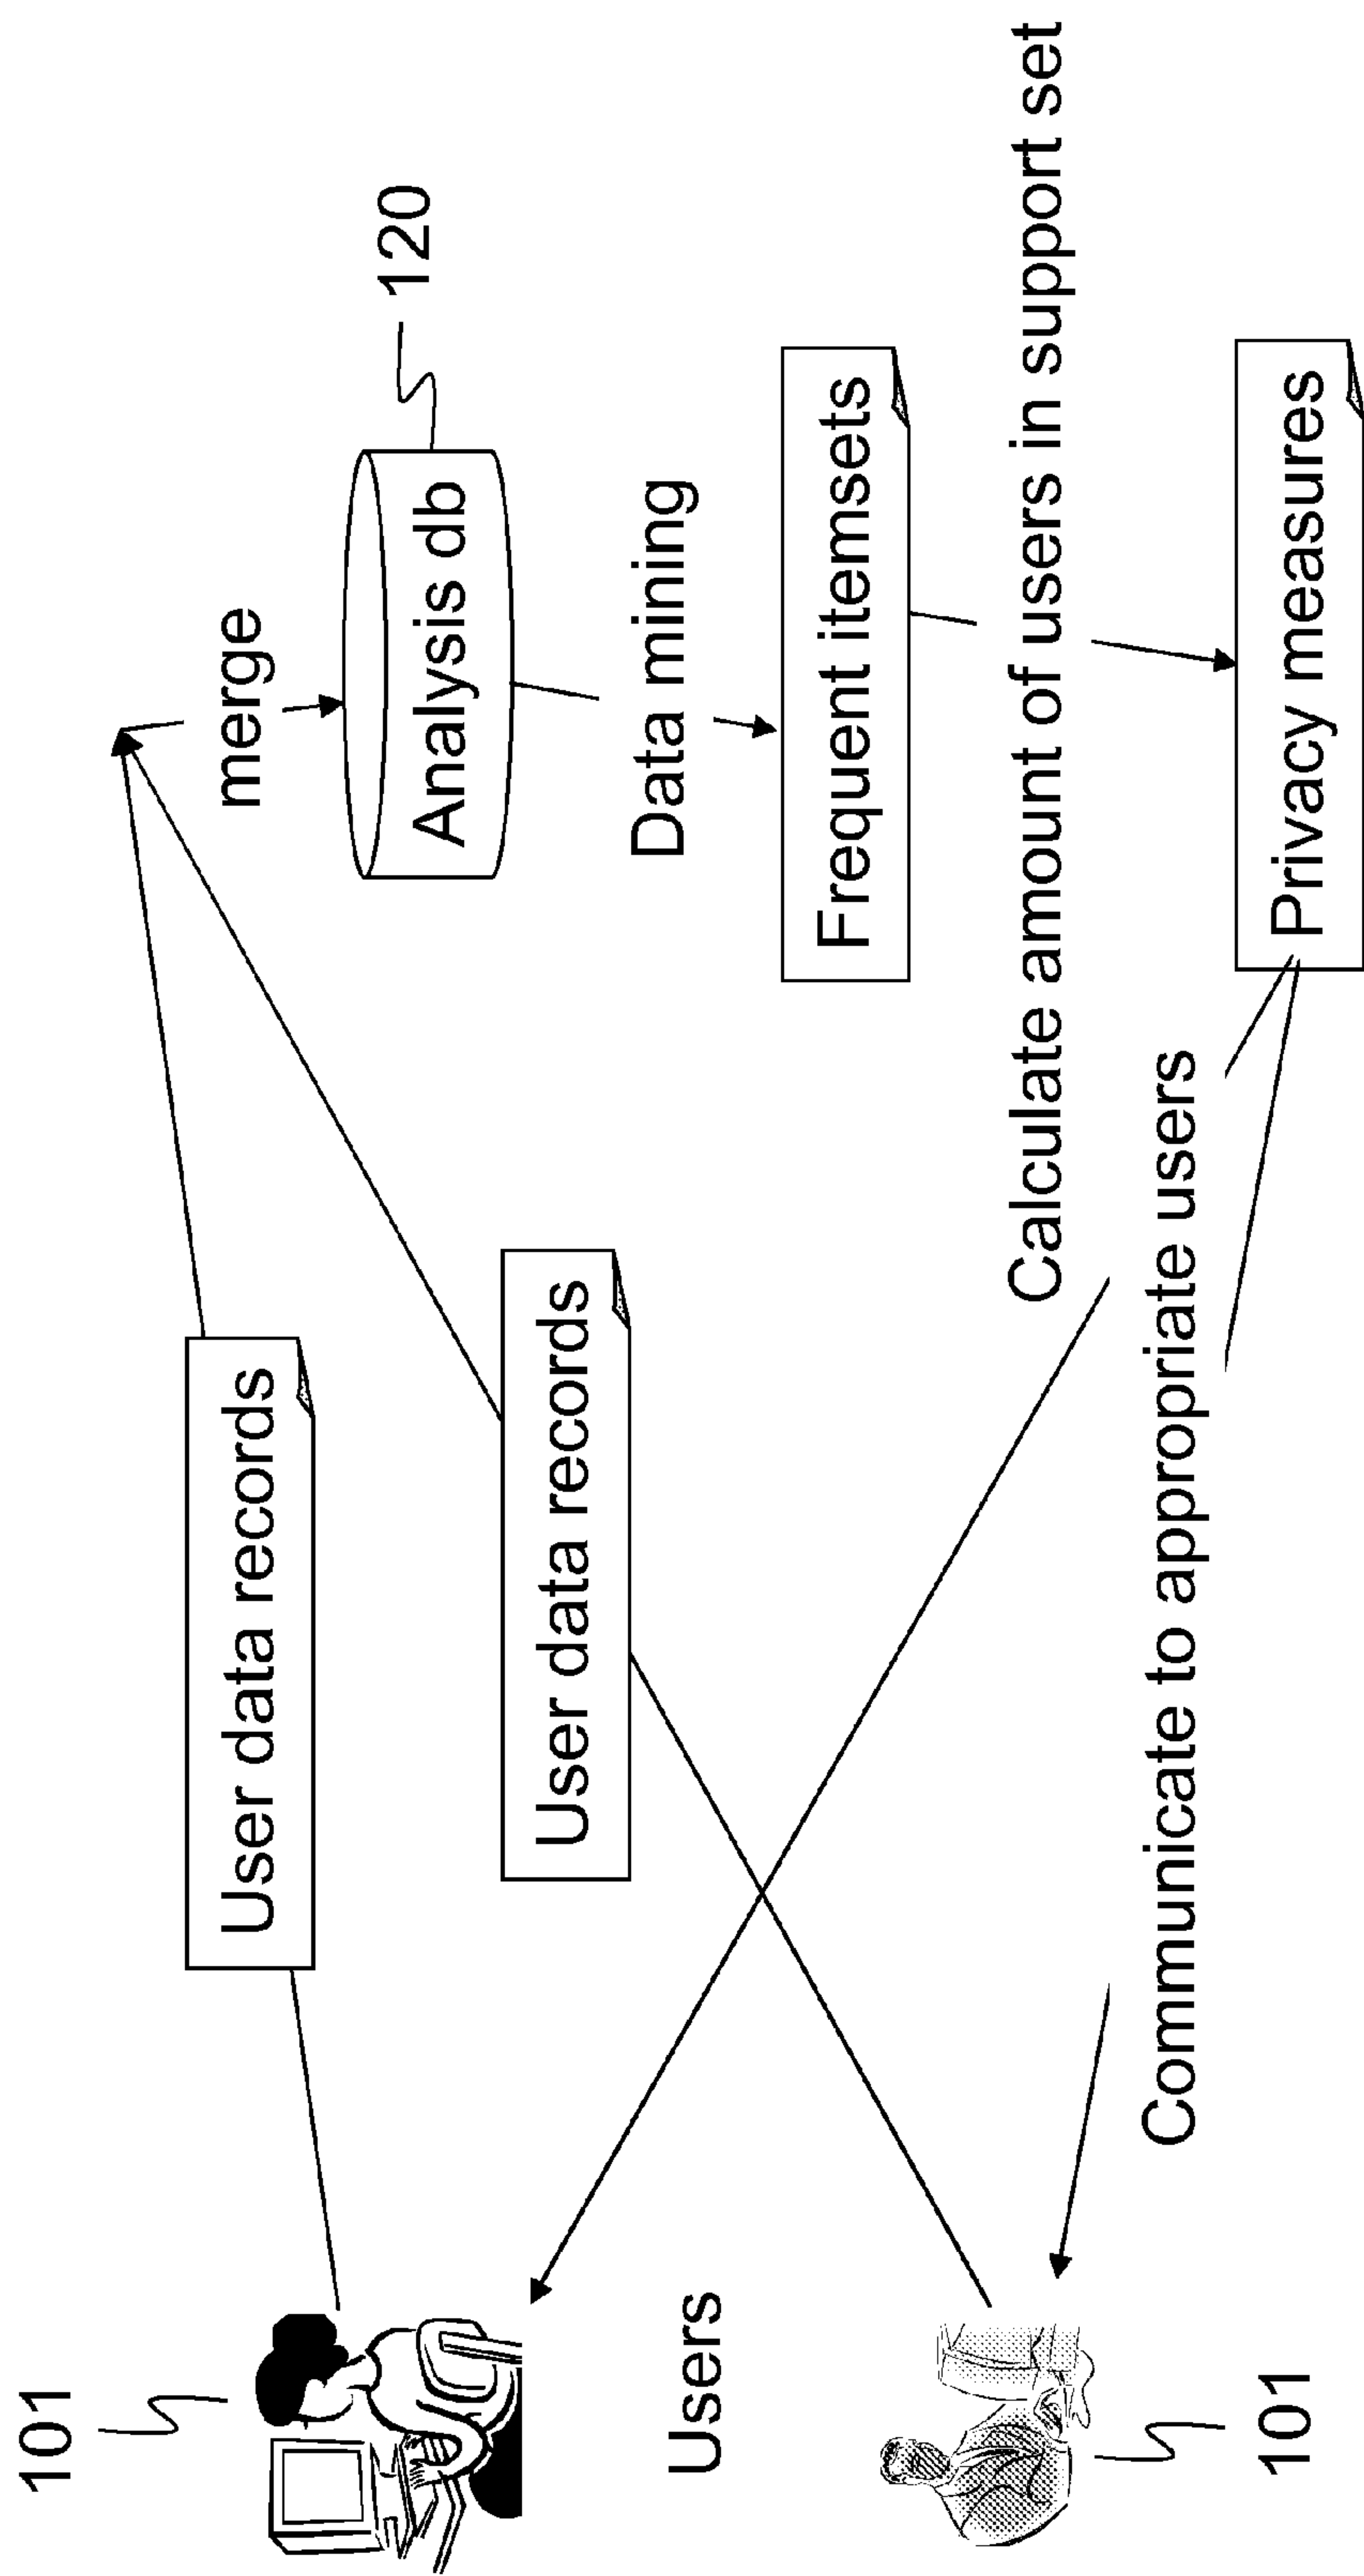 101
User data records
merge
120
Analysis db
User data records
Data mining
Users
Frequent itemsets
Calculate amount of users in support set
101
Communicate to appropriate users
Privacy measures